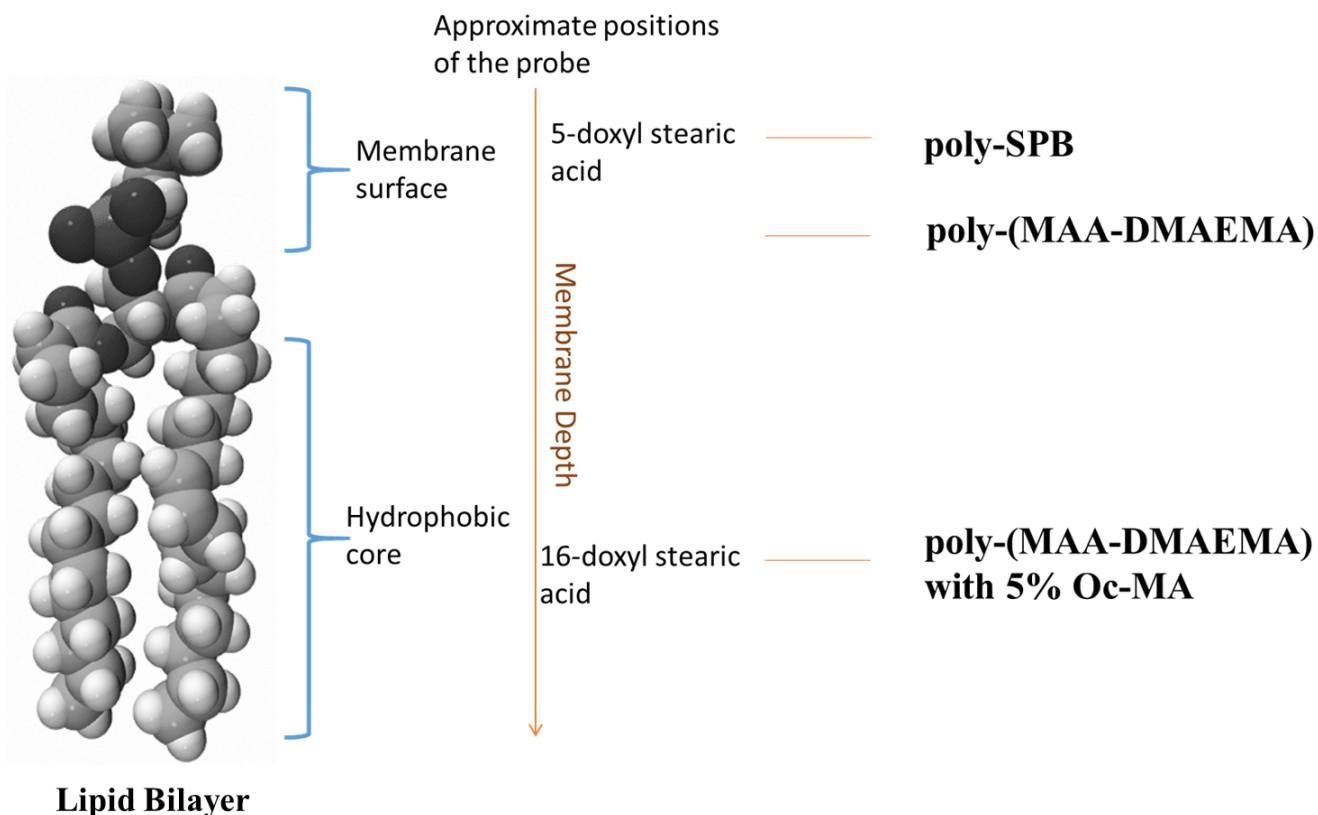 Approximate positions
of the probe
Membrane
surface
5-doxyl stearic
acid
poly-SPB
poly-(MAA-DMAEMA)
Membrane Depth
Hydrophobic
core
16-doxyl stearic
acid
poly-(MAA-DMAEMA)
with 5% Oc-MA
Lipid Bilayer